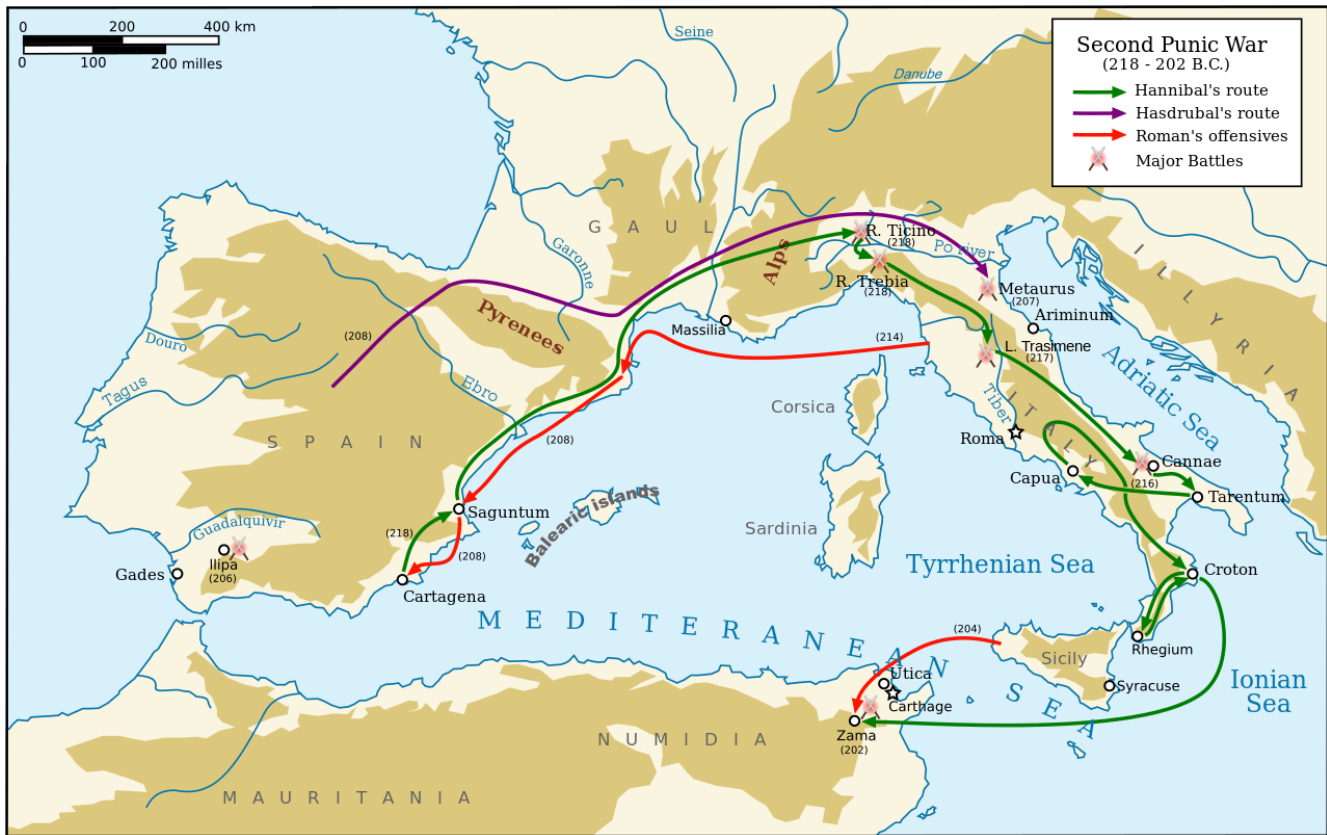 0 200 400 km
0 100 200 milles
Second Punic War
(218 - 202 B.C.)
Hannibal's route
Hasdrubal's route
Roman's offensives
Major Battles
Seine
Danube
GAUL
Garonne
Alps
R. Ticino
(218)
Po river
R. Trebia
(218)
Metaurus
(207)
Ariminum
ILLYRIA
Pyrenees
Massilia
(208)
Douro
Tagus
Ebro
(214)
L. Trasimene
(217)
Adriatic Sea
Corsica
Tiber
ITALY
Roma
SPAIN
(208)
Capua
Cannae
(216)
Tarentum
Saguntum
Balearic islands
Sardinia
Guadalquivir
(218)
(208)
Ilipa
(206)
Gades
Cartagena
Tyrrhenian Sea
Croton
MEDITERANEAN SEA
(204)
Sicily
Rhegium
Syracuse
Ionian
Sea
Utica
Carthage
Zama
(202)
NUMIDIA
MAURITANIA